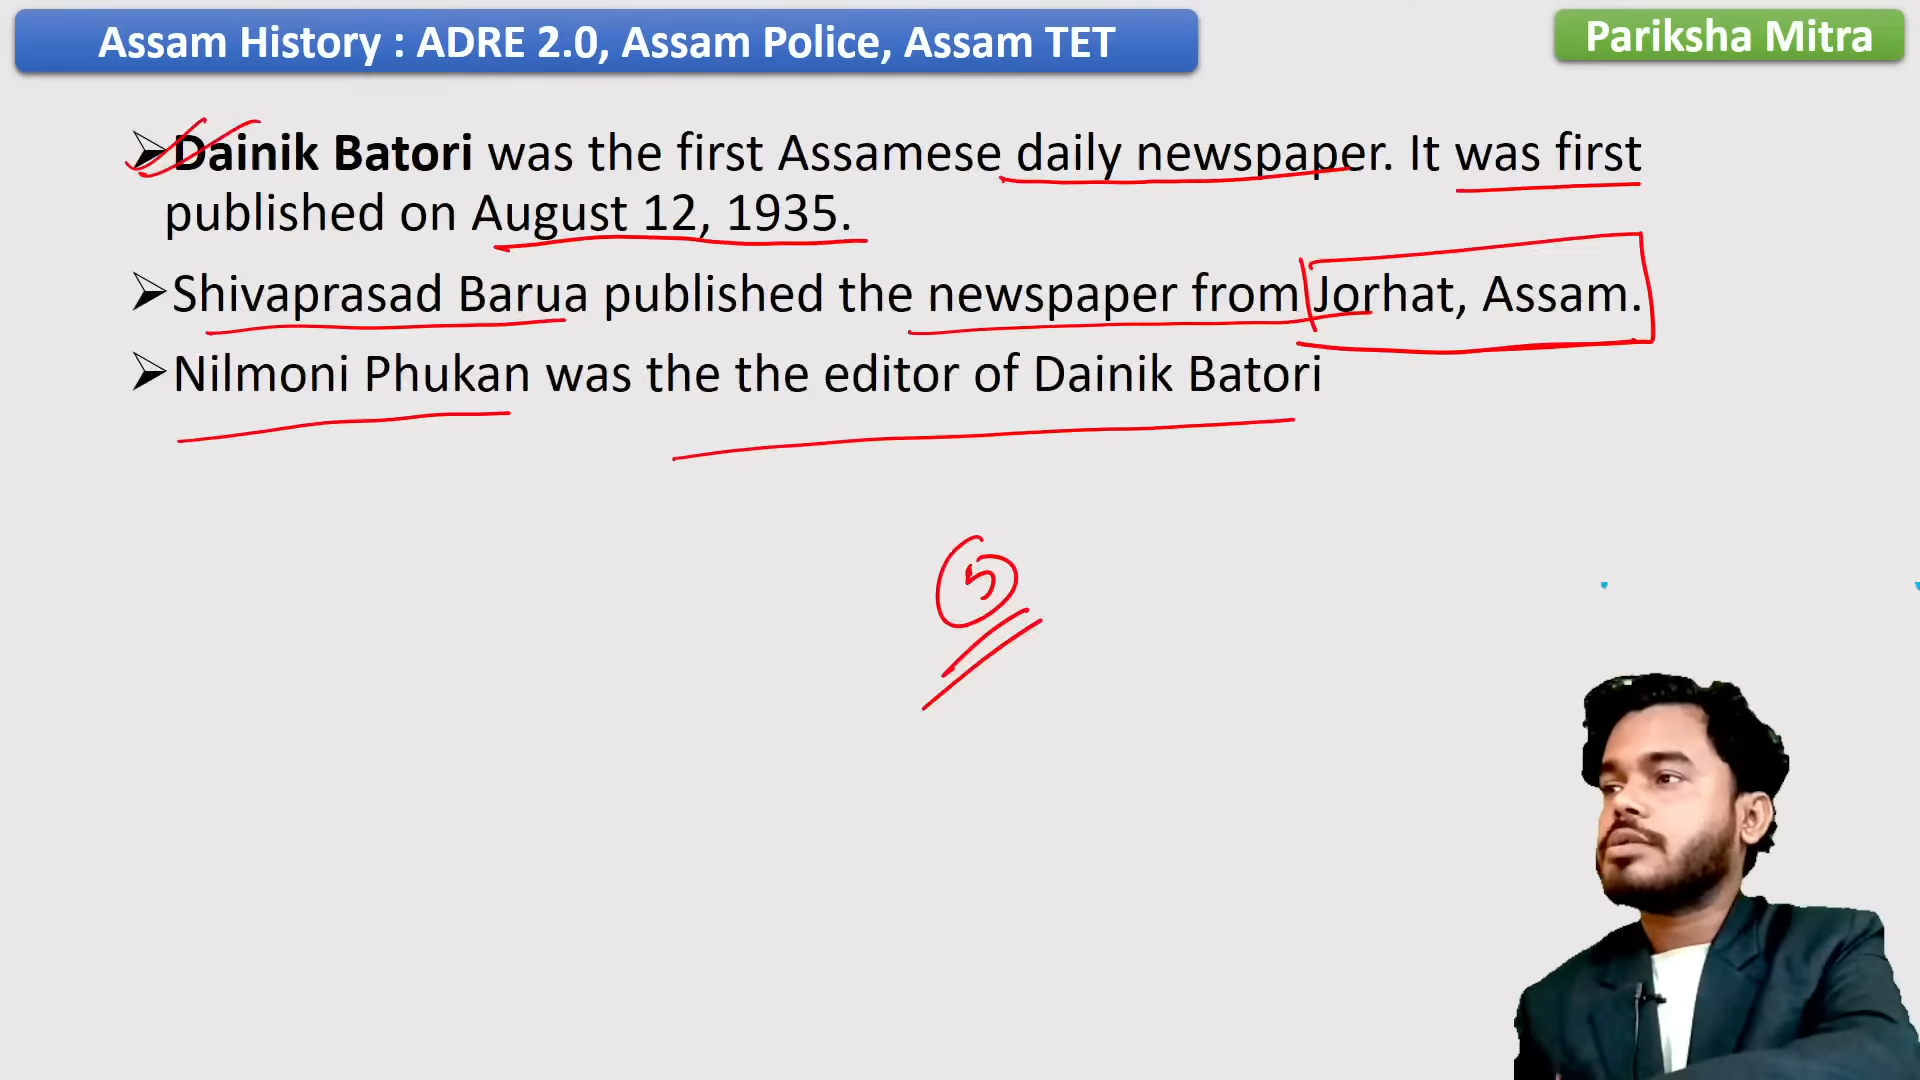 Assam History : ADRE 2.0, Assam Police, Assam TET
Pariksha Mitra
Dainik Batori was the first Assamese daily newspaper. It was first
published on August 12, 1935.
Shivaprasad Barua published the newspaper from Jorhat, Assam.
Nilmoni Phukan was the the editor of Dainik Batori
5